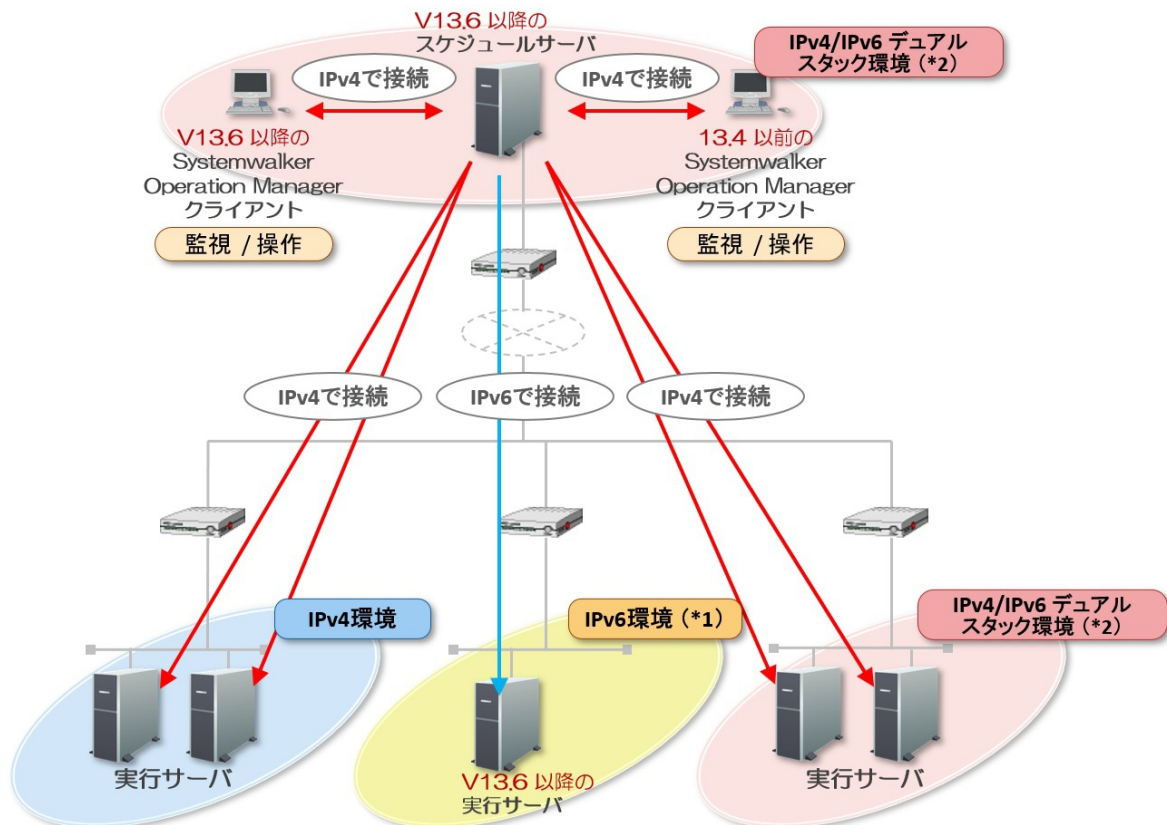 V13.6 以降の
スケジュールサーバ
IPv4/IPv6 デュアル
スタック環境 (*2)
IPv4で接続
IPv4で接続
V13.6 以降の
Systemwalker
Operation Manager
クライアント
監視 / 操作
13.4 以前の
Systemwalker
Operation Manager
クライアント
監視 / 操作
IPv4で接続
IPv6で接続
IPv4で接続
IPv4環境
IPv6環境 (*1)
IPv4/IPv6 デュアル
スタック環境 (*2)
実行サーバ
V13.6 以降の
実行サーバ
実行サーバ